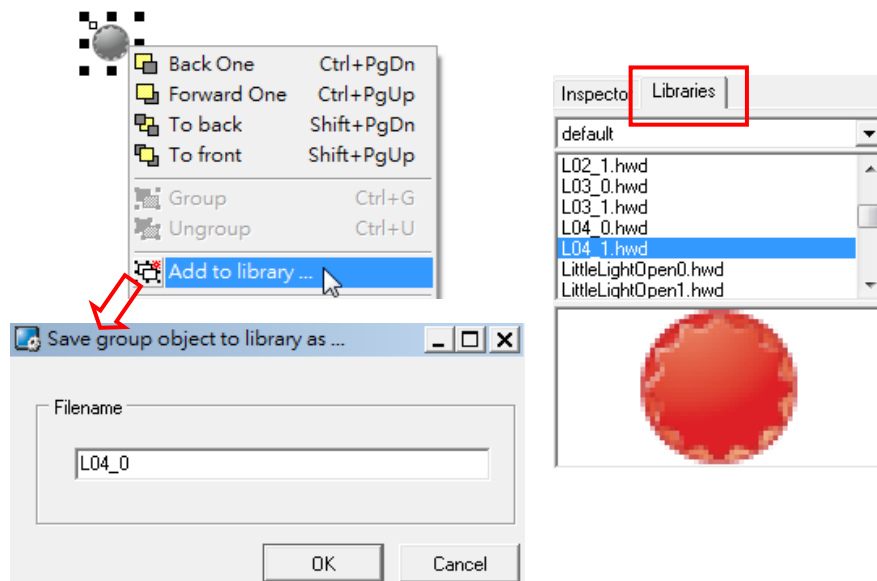 Back One Ctrl+PgDn
Forward One Ctrl+PgUp
To back Shift+PgDn
To front Shift+PgUp
Group Ctrl+G
Ungroup Ctrl+U
Add to library ...
Save group object to library as ...
Filename
L04_0
OK Cancel
Inspecto Libraries
default
L02_1.hwd
L03_0.hwd
L03_1.hwd
L04_0.hwd
L04_1.hwd
LittleLightOpen0.hwd
LittleLightOpen1.hwd